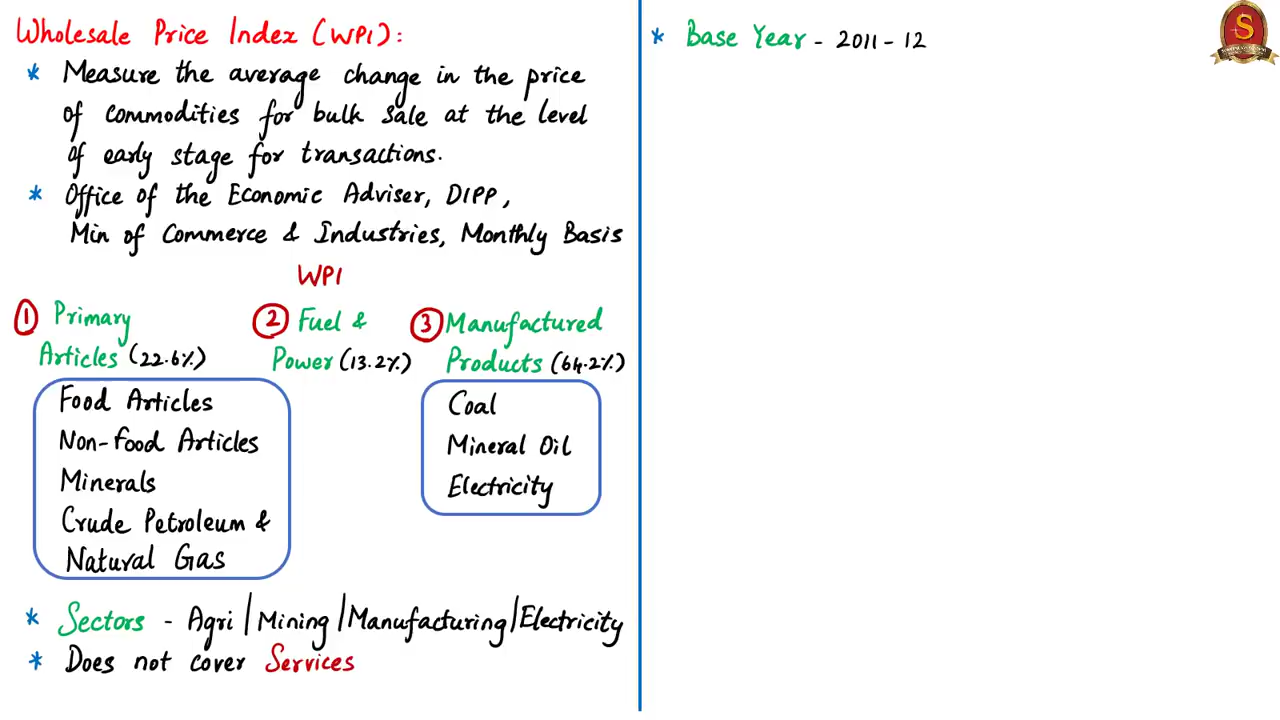 Wholesale Price Index (WPI):
* Measure the average change in the price
of commodities for bulk sale at the level
of early stage for transactions.
* Office of the Economic Adviser, DIPP,
Min of Commerce & Industries, Monthly Basis
WPI
1 Primary
Articles (22.6%)
2 Fuel &
Power (13.2%)
3 Manufactured
Products (64.2%)
Food Articles
Non-food Articles
Minerals
Crude Petroleum &
Natural Gas
Coal
Mineral Oil
Electricity
* Sectors - Agri | Mining | Manufacturing | Electricity
* Does not cover Services
* Base Year - 2011 - 12
S